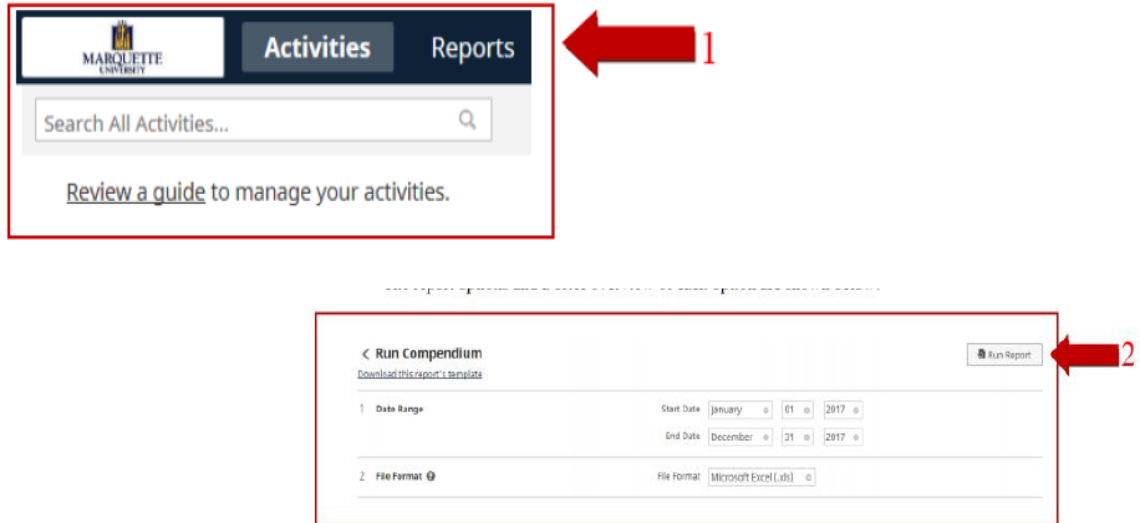 MARQUETTE
UNIVERSITY
Activities Reports
1
Search All Activities...
Review a guide to manage your activities.
< Run Compendium
Run Report
2
Download this report's template
1 Date Range
Start Date January 01 2017
End Date December 31 2017
2 File Format
File Format Microsoft Excel (.xls)